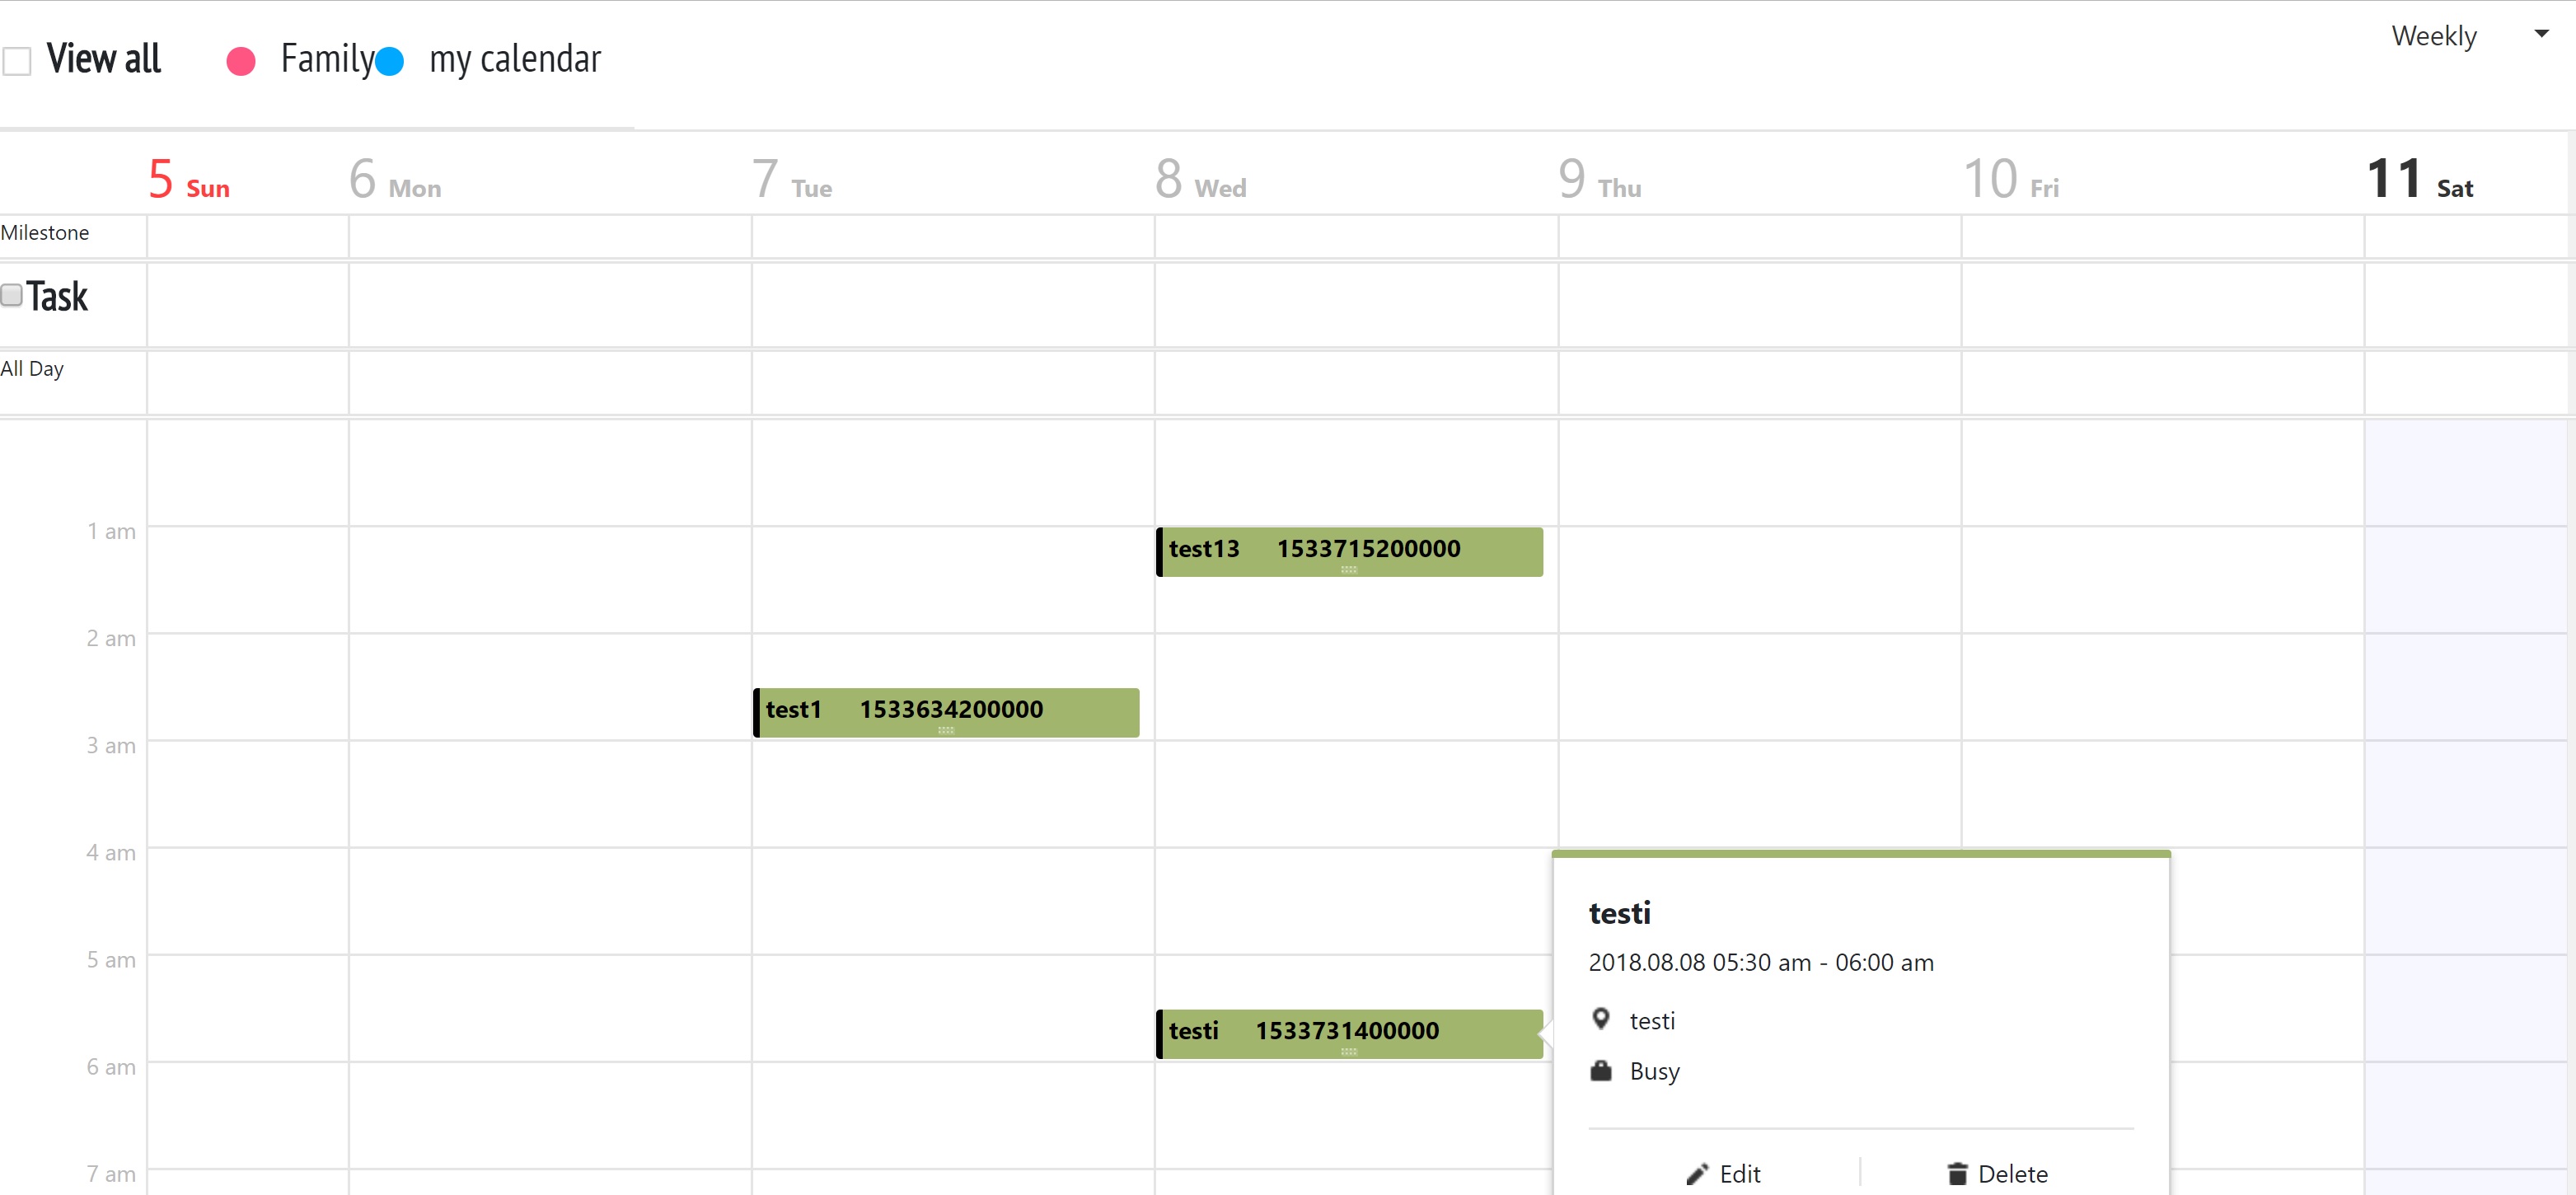 View all Family my calendar Weekly
5 Sun 6 Mon 7 Tue 8 Wed 9 Thu 10 Fri 11 Sat
Milestone
Task
All Day
1 am
test13 1533715200000
2 am
test1 1533634200000
3 am
4 am
testi
5 am
2018.08.08 05:30 am - 06:00 am
testi
testi 1533731400000
6 am
Busy
7 am
Edit Delete